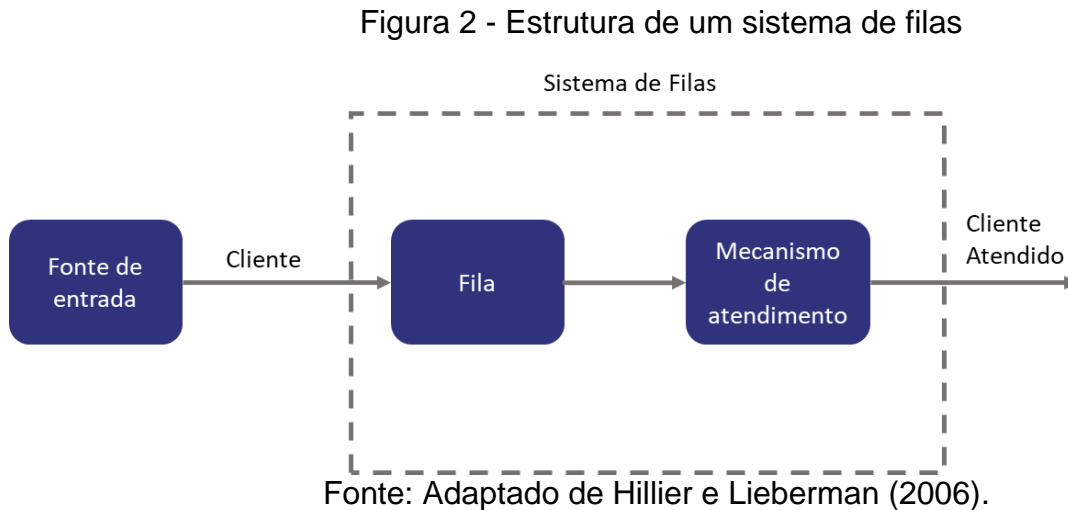 Figura 2 - Estrutura de um sistema de filas
Sistema de Filas
Fonte de
entrada
Cliente
Fila
Mecanismo
de
atendimento
Cliente
Atendido
Fonte: Adaptado de Hillier e Lieberman (2006).